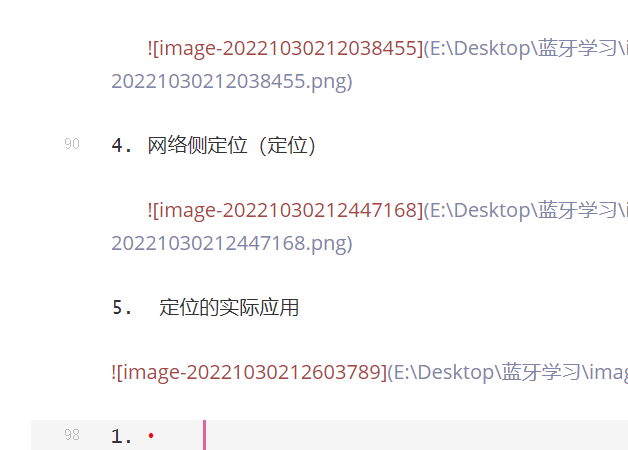 ![image-20221030212038455](E:\Desktop\蓝牙学习\i
20221030212038455.png)
90 4. 网络侧定位（定位）
![image-20221030212447168](E:\Desktop\蓝牙学习\i
20221030212447168.png)
5. 定位的实际应用
![image-20221030212603789](E:\Desktop\蓝牙学习\imag
98 1. •